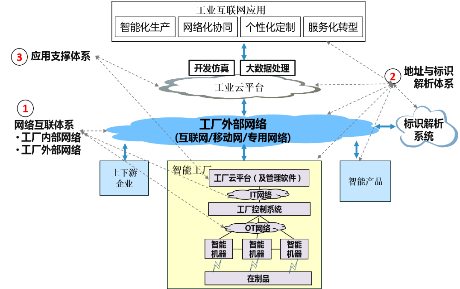 工业互联网应用
智能化生产 网络化协同 个性化定制 服务化转型
③ 应用支撑体系
开发仿真 大数据处理
工业云平台
② 地址与标识
解析体系
①
网络互联体系
• 工厂内部网络
• 工厂外部网络
工厂外部网络
(互联网/移动网/专用网络)
标识解析
系统
上下游
企业
智能工厂
工厂云平台（及管理软件）
IT网络
工厂控制系统
OT网络
智能
机器
智能
机器
智能
机器
在制品
智能产品